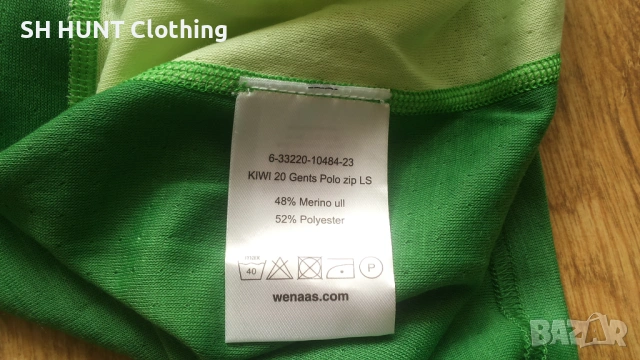 SH HUNT Clothing
6-33220-10484-23
KIWI 20 Gents Polo zip LS
48% Merino ull
52% Polyester
40
P
wenaas.com
BAZAR